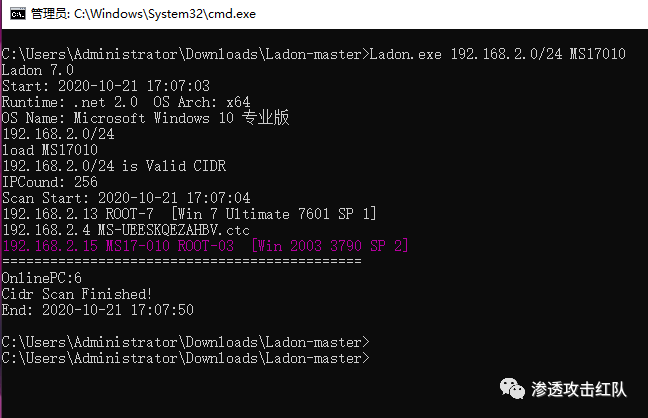 管理员: C:\Windows\System32\cmd.exe
C:\Users\Administrator\Downloads\Ladon-master>Ladon.exe 192.168.2.0/24 MS17010
Ladon 7.0
Start: 2020-10-21 17:07:03
Runtime: .net 2.0  OS Arch: x64
OS Name: Microsoft Windows 10 专业版
192.168.2.0/24
load MS17010
192.168.2.0/24 is Valid CIDR
IPCount: 256
Scan Start: 2020-10-21 17:07:04
192.168.2.13 ROOT-7  [Win 7 Ultimate 7601 SP 1]
192.168.2.4 MS-UEESKQEZAHBV.ctc
192.168.2.15 MS17-010 ROOT-03  [Win 2003 3790 SP 2]
=============================================
OnlinePC:6
Cidr Scan Finished!
End: 2020-10-21 17:07:50
C:\Users\Administrator\Downloads\Ladon-master>
C:\Users\Administrator\Downloads\Ladon-master>
渗透攻击红队